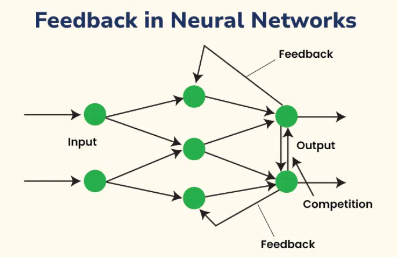 Feedback in Neural Networks
Feedback
Input
Output
Competition
Feedback